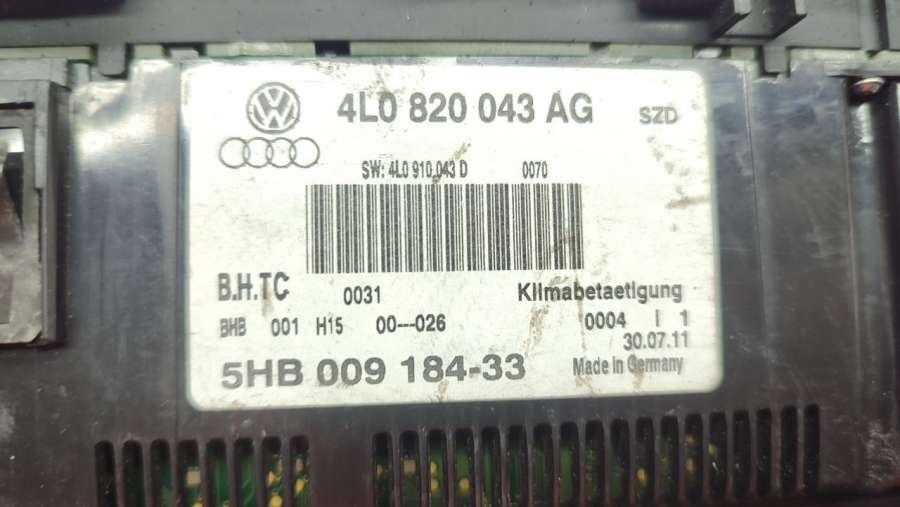 4L0 820 043 AG SZD
SW: 4L0 910 043 D 0070
B.H.TC 0031 Klimabetaetigung
BHB 001 H15 00---026 0004 I 1
30.07.11
5HB 009 184-33 Made in Germany